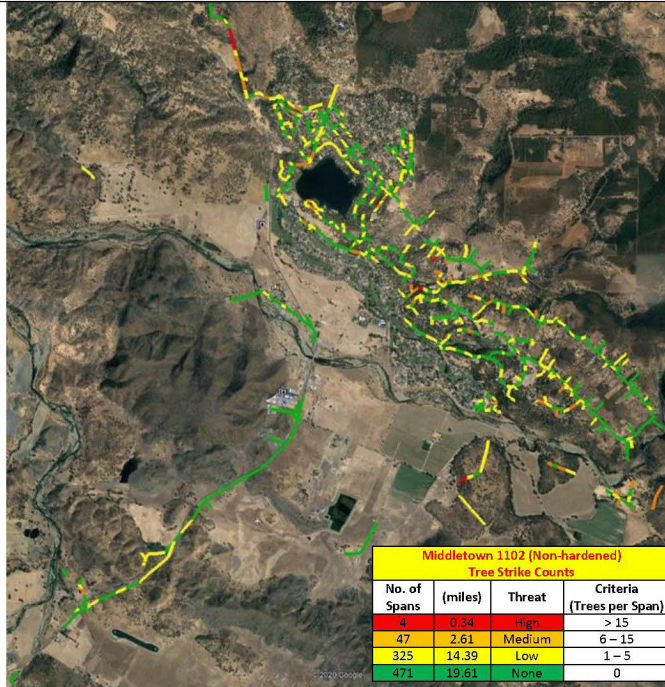 Middletown 1102 (Non-hardened)
Tree Strike Counts
No. of Spans (miles) Threat Criteria (Trees per Span)
4 0.34 High > 15
47 2.61 Medium 6 – 15
325 14.39 Low 1 – 5
471 19.61 None 0
© 2020 Google